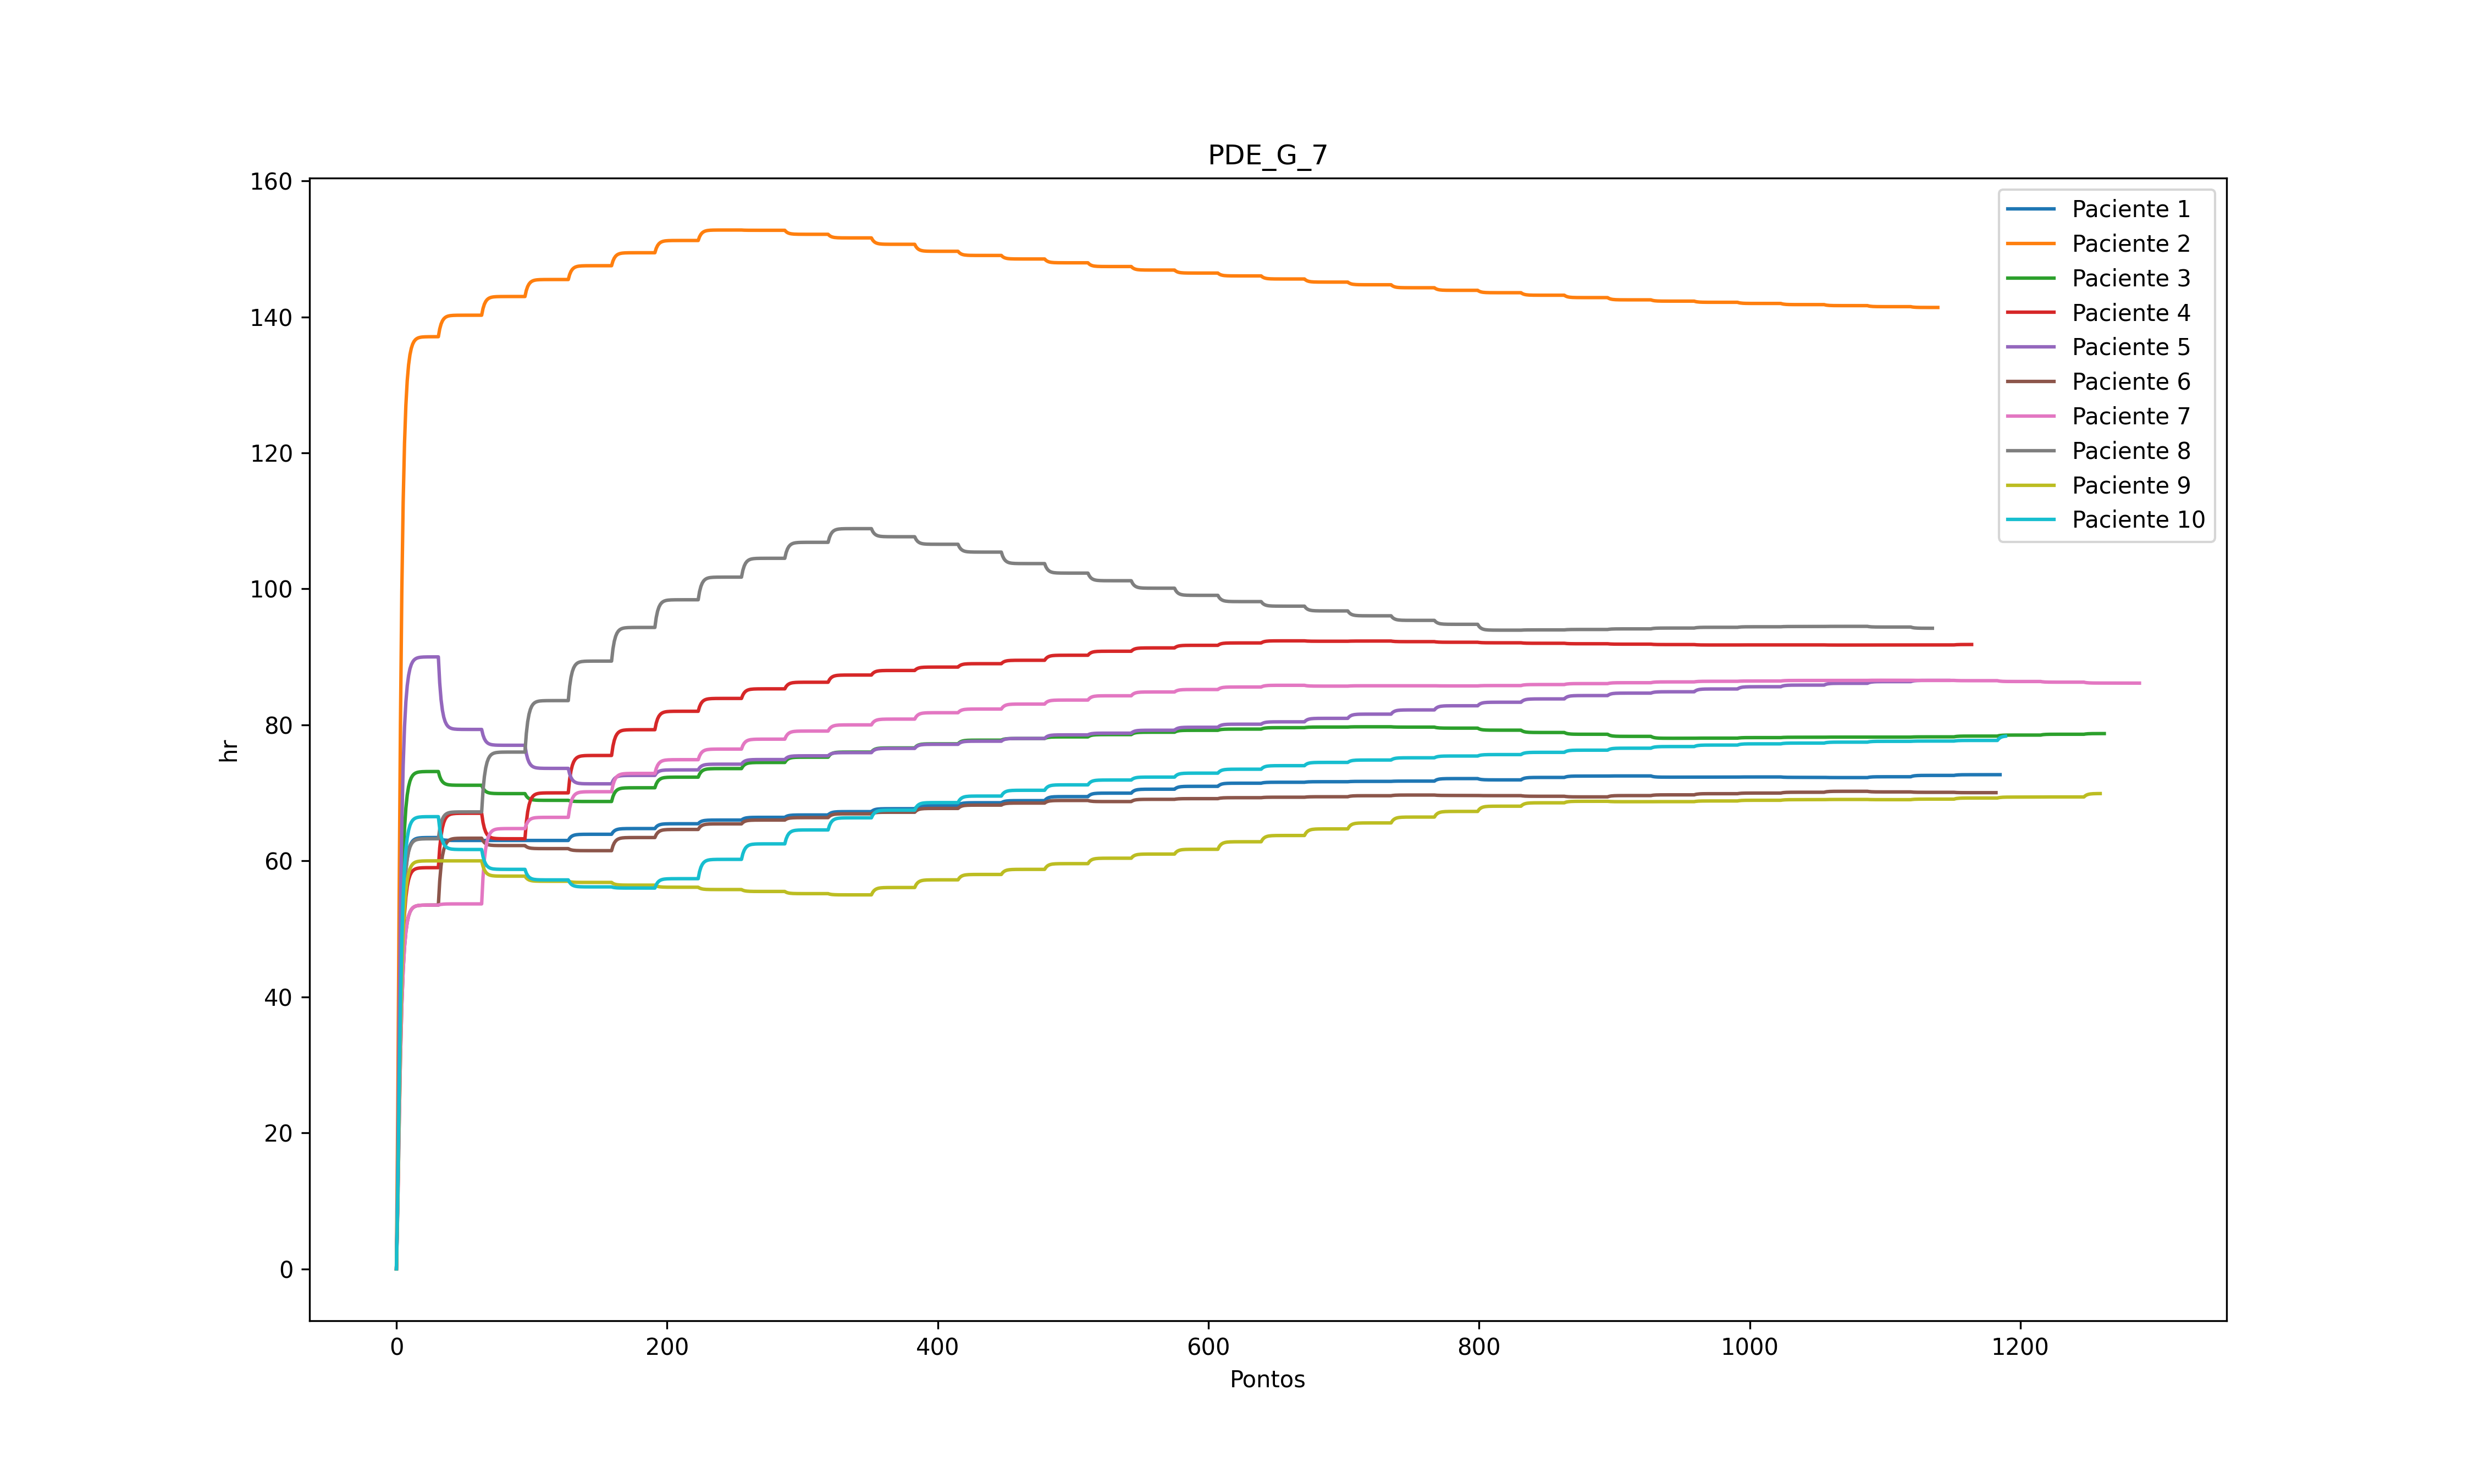 PDE_G_7
160
140
120
100
80
60
40
20
0
hr
0 200 400 600 800 1000 1200
Pontos
Paciente 1
Paciente 2
Paciente 3
Paciente 4
Paciente 5
Paciente 6
Paciente 7
Paciente 8
Paciente 9
Paciente 10